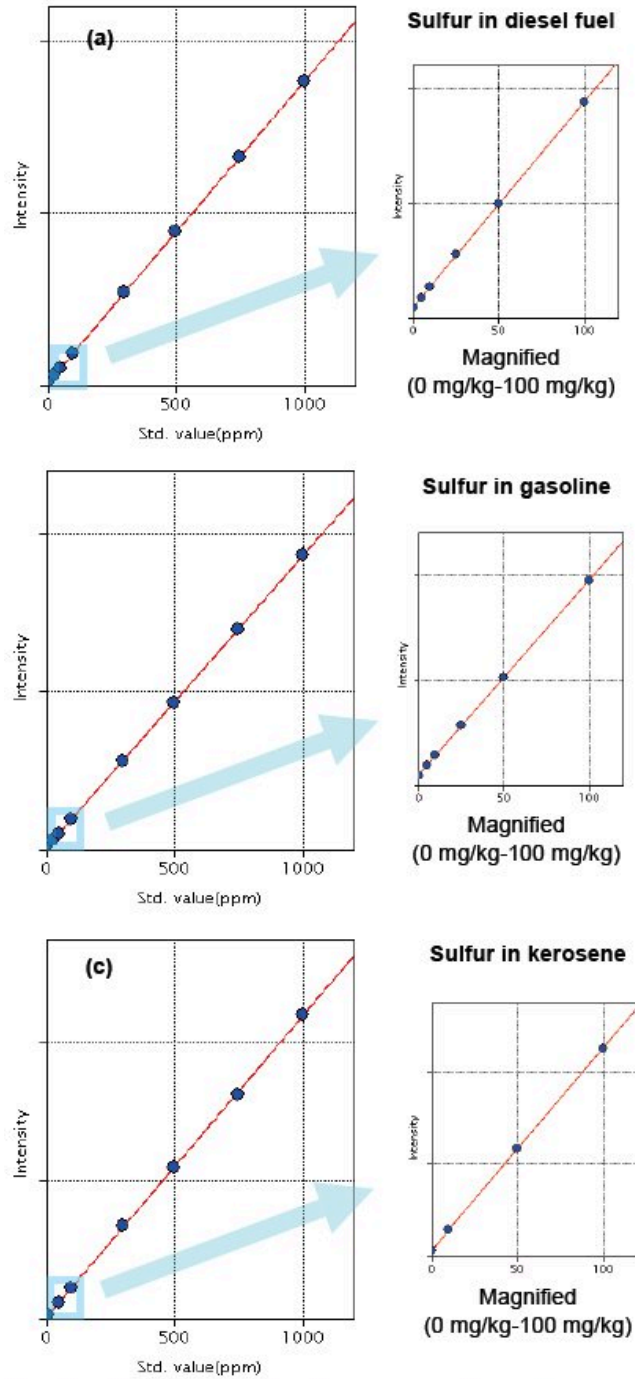 (a)
Sulfur in diesel fuel
Intensity
0
500
1000
Std. value(ppm)
Intensity
0
50
100
Magnified
(0 mg/kg-100 mg/kg)
Sulfur in gasoline
Intensity
0
500
1000
Std. value(ppm)
Intensity
0
50
100
Magnified
(0 mg/kg-100 mg/kg)
(c)
Sulfur in kerosene
Intensity
0
500
1000
Std. value(ppm)
Intensity
0
50
100
Magnified
(0 mg/kg-100 mg/kg)